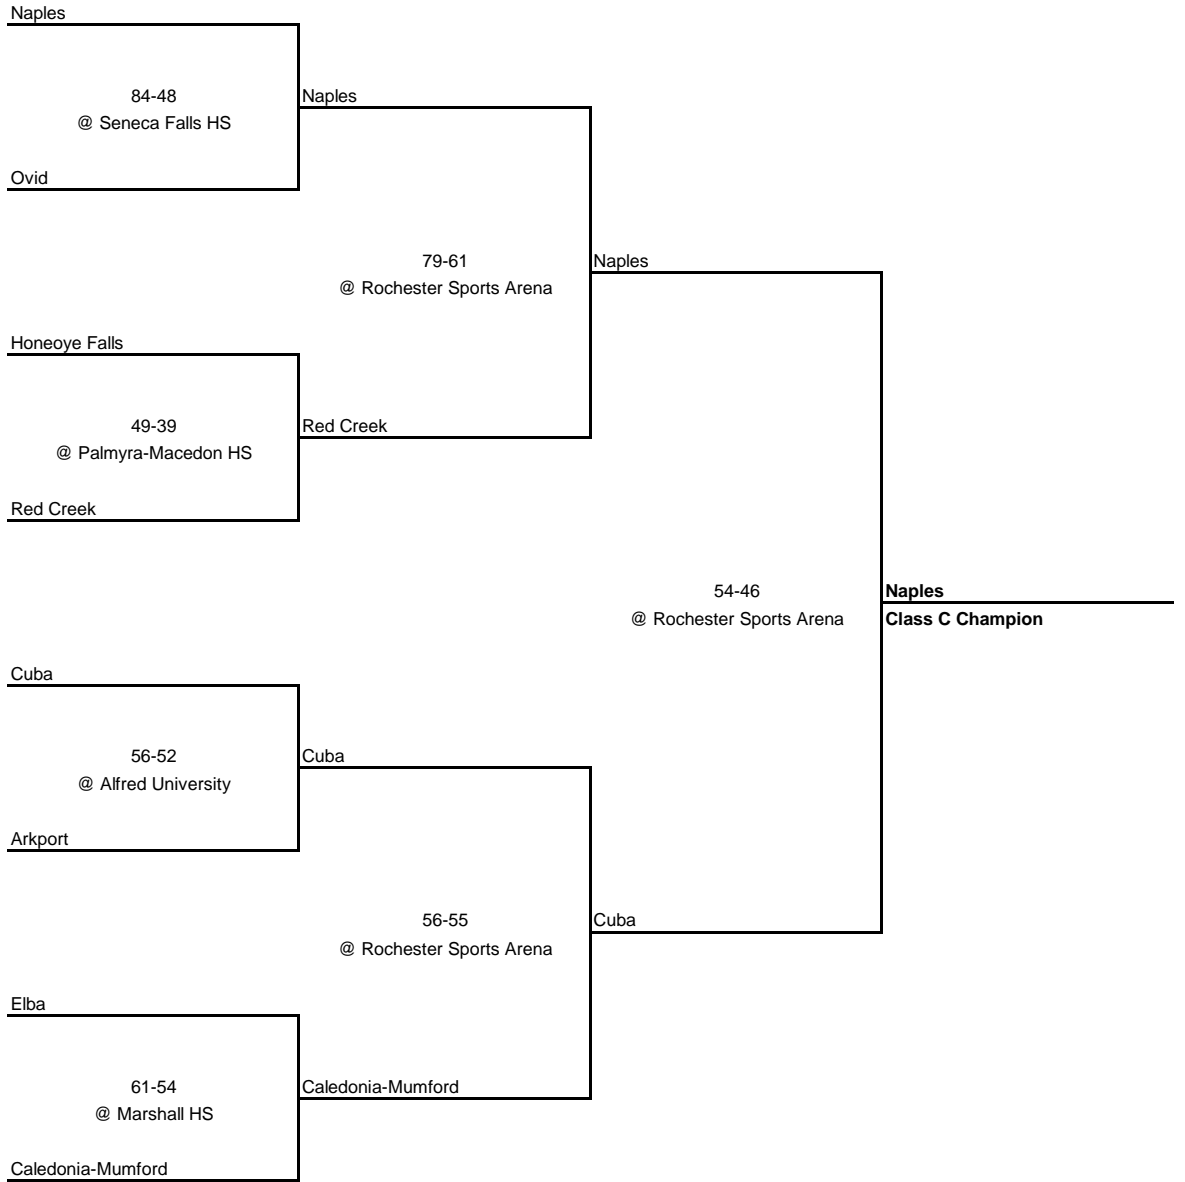 Naples
84-48
@ Seneca Falls HS
Naples
Ovid
79-61
@ Rochester Sports Arena
Naples
Honeoye Falls
49-39
@ Palmyra-Macedon HS
Red Creek
Red Creek
54-46
@ Rochester Sports Arena
Naples
Class C Champion
Cuba
56-52
@ Alfred University
Cuba
Arkport
56-55
@ Rochester Sports Arena
Cuba
Elba
61-54
@ Marshall HS
Caledonia-Mumford
Caledonia-Mumford